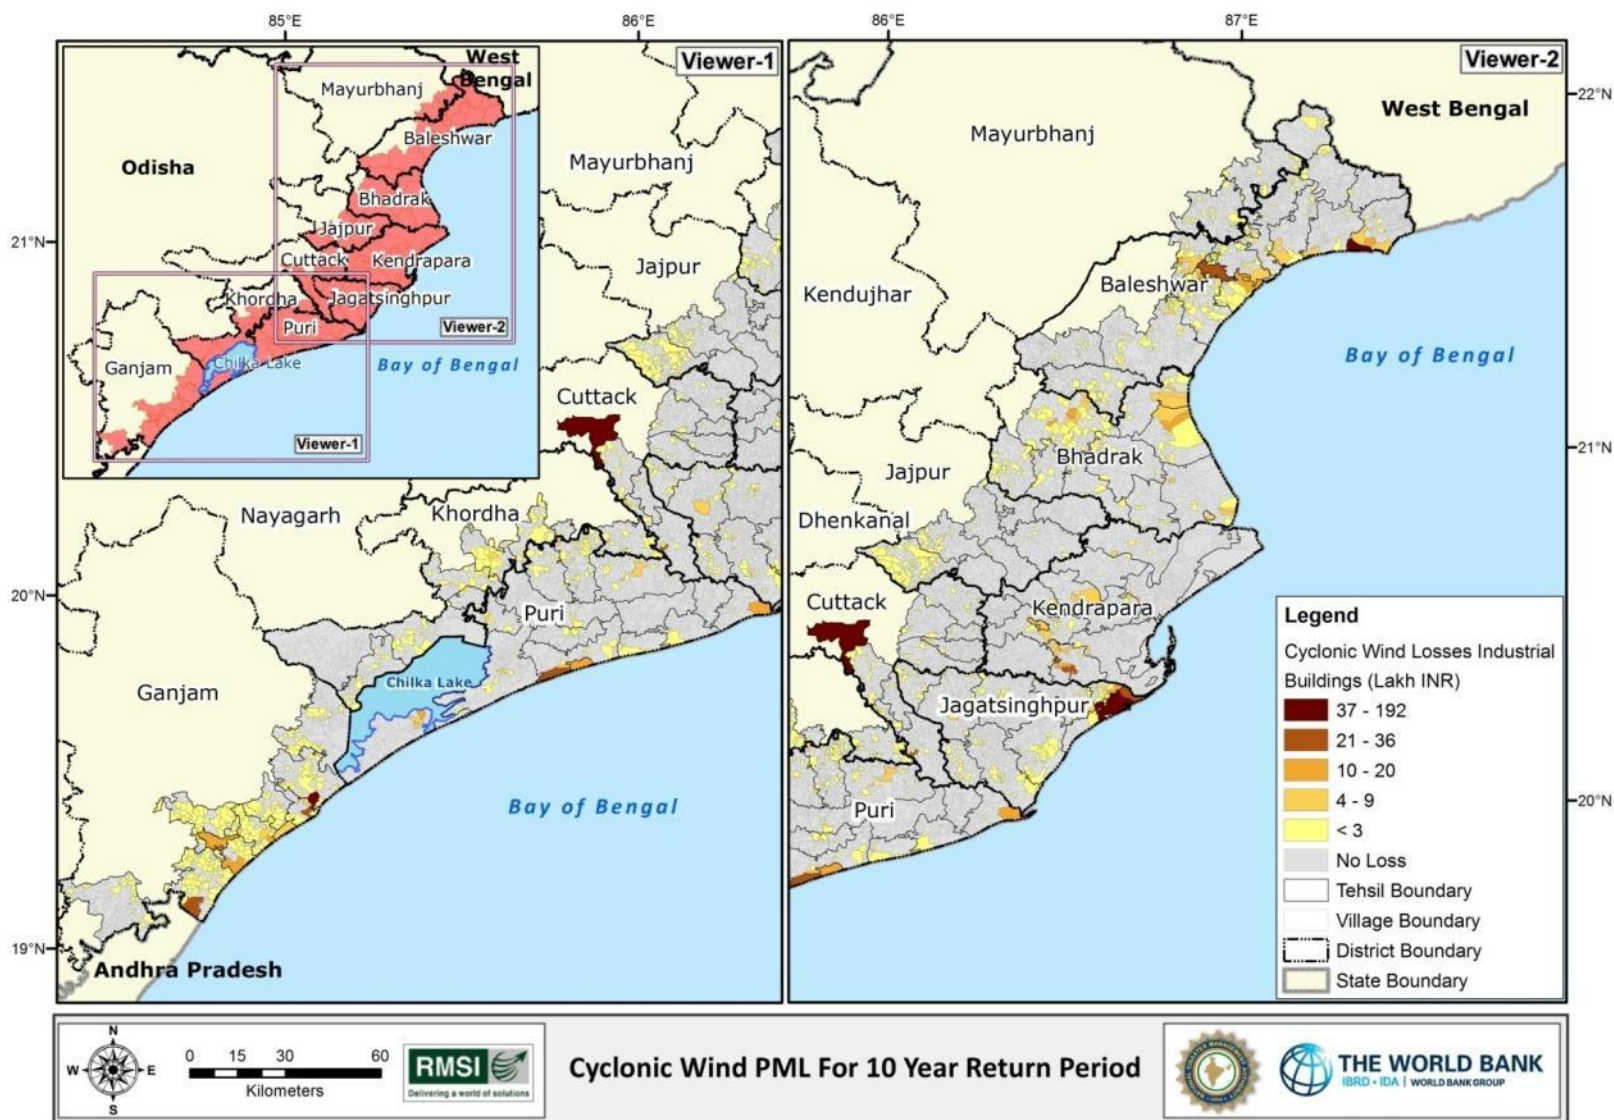 85°E
86°E
86°E
87°E
22°N
21°N
20°N
19°N
21°N
20°N
22°N
West
Bengal
Mayurbhanj
Baleshwar
Odisha
Bhadrak
Jajpur
Cuttack
Kendrapara
Khordha
Jagatsinghpur
Puri
Viewer-2
Ganjam
Chilka Lake
Bay of Bengal
Viewer-1
Viewer-1
Mayurbhanj
Jajpur
Cuttack
Nayagarh
Khordha
Puri
Ganjam
Chilka Lake
Bay of Bengal
Andhra Pradesh
Viewer-2
West Bengal
Mayurbhanj
Kendujhar
Baleshwar
Bay of Bengal
Bhadrak
Jajpur
Dhenkanal
Cuttack
Kendrapara
Jagatsinghpur
Puri
Legend
Cyclonic Wind Losses Industrial
Buildings (Lakh INR)
37 - 192
21 - 36
10 - 20
4 - 9
< 3
No Loss
Tehsil Boundary
Village Boundary
District Boundary
State Boundary
N
W E
S
0 15 30 60
Kilometers
RMSI
Delivering a world of solutions
Cyclonic Wind PML For 10 Year Return Period
THE WORLD BANK
IBRD • IDA | WORLD BANK GROUP